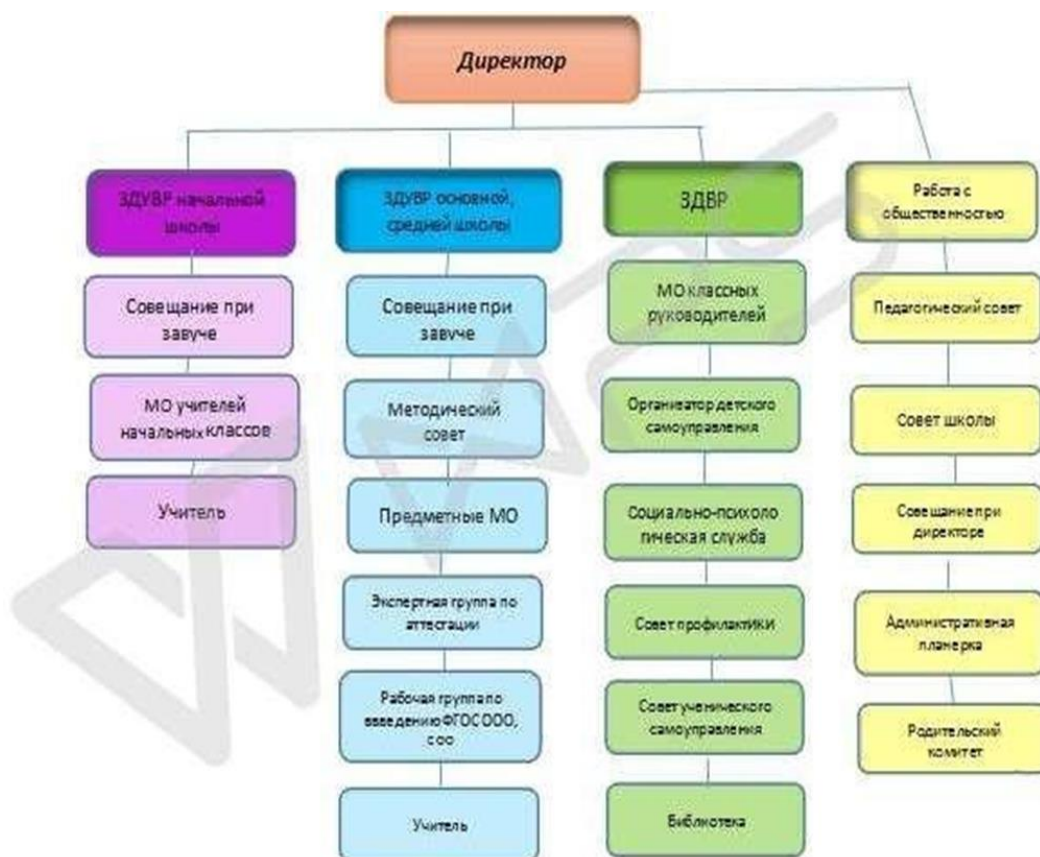 Директор
ЗДУВР начальной
школы
Совещание при
завуче
МО учителей
начальных классов
Учитель
ЗДУВР основной,
средней школы
Совещание при
завуче
Методический
совет
Предметные МО
Экспертная группа по
аттестации
Рабочая группа по
введению ФГОС ООО,
СОО
Учитель
ЗДВР
МО классных
руководителей
Организатор детского
самоуправления
Социально-психоло
гическая служба
Совет профилактики
Совет ученического
самоуправления
Библиотека
Работа с
общественностью
Педагогический совет
Совет школы
Совещание при
директоре
Административная
планерка
Родительский
комитет